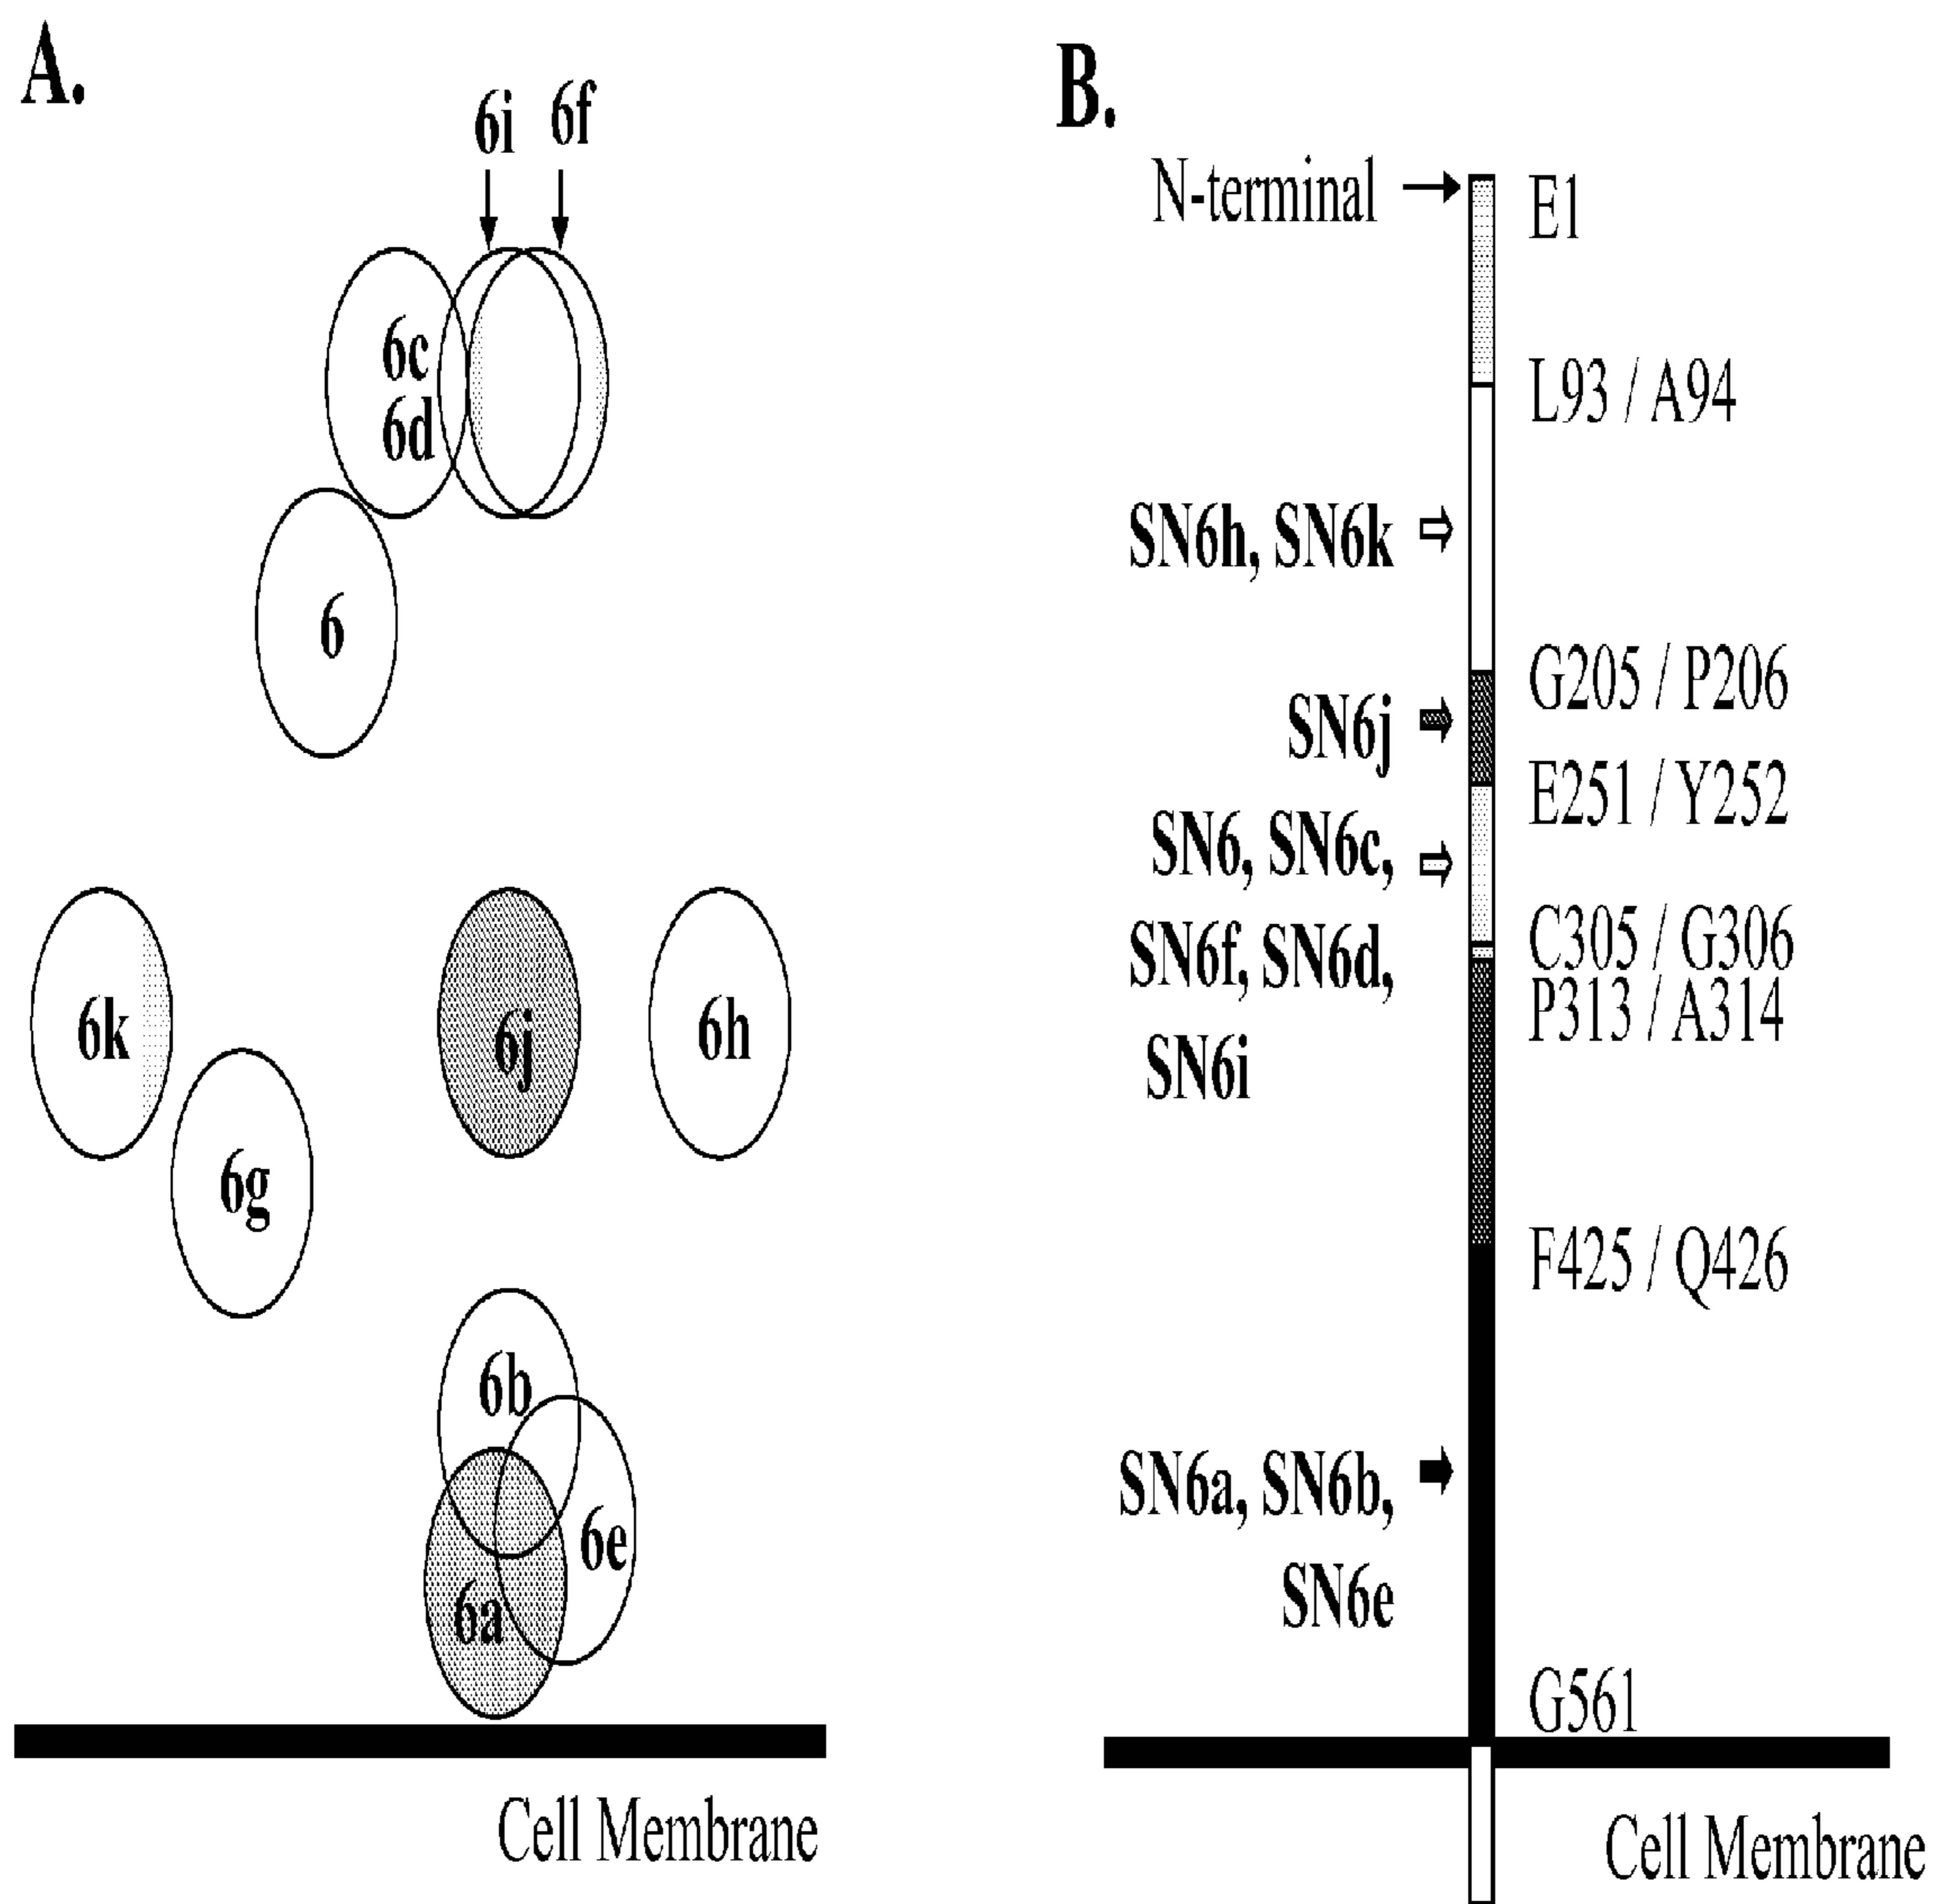 A.
6i 6f
6c
6d
6
6k
6j
6h
6g
6b
6e
6a
Cell Membrane
B.
N-terminal
E1
L93 / A94
SN6h, SN6k
G205 / P206
SN6j
E251 / Y252
SN6, SN6c,
C305 / G306
SN6f, SN6d,
P313 / A314
SN6i
F425 / Q426
SN6a, SN6b,
SN6e
G561
Cell Membrane